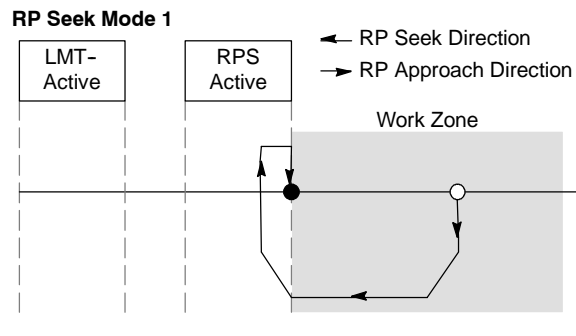 RP Seek Mode 1
LMT-
Active
RPS
Active
RP Seek Direction
RP Approach Direction
Work Zone